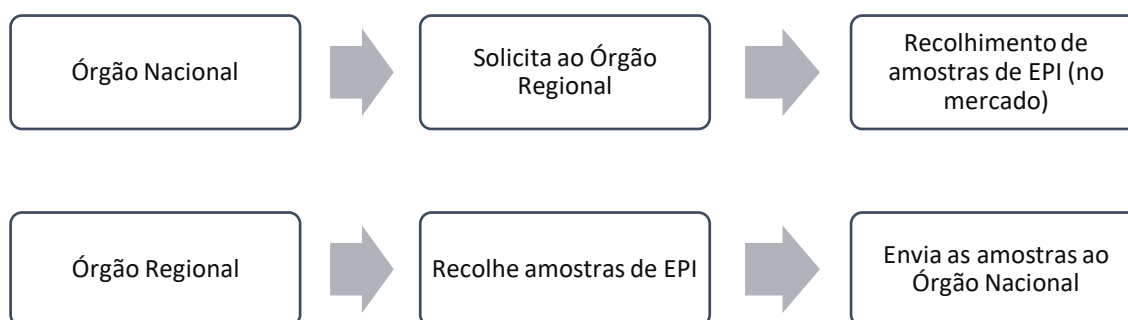 Órgão Nacional
Solicita ao Órgão
Regional
Recolhimento de
amostras de EPI (no
mercado)
Órgão Regional
Recolhe amostras de EPI
Envia as amostras ao
Órgão Nacional